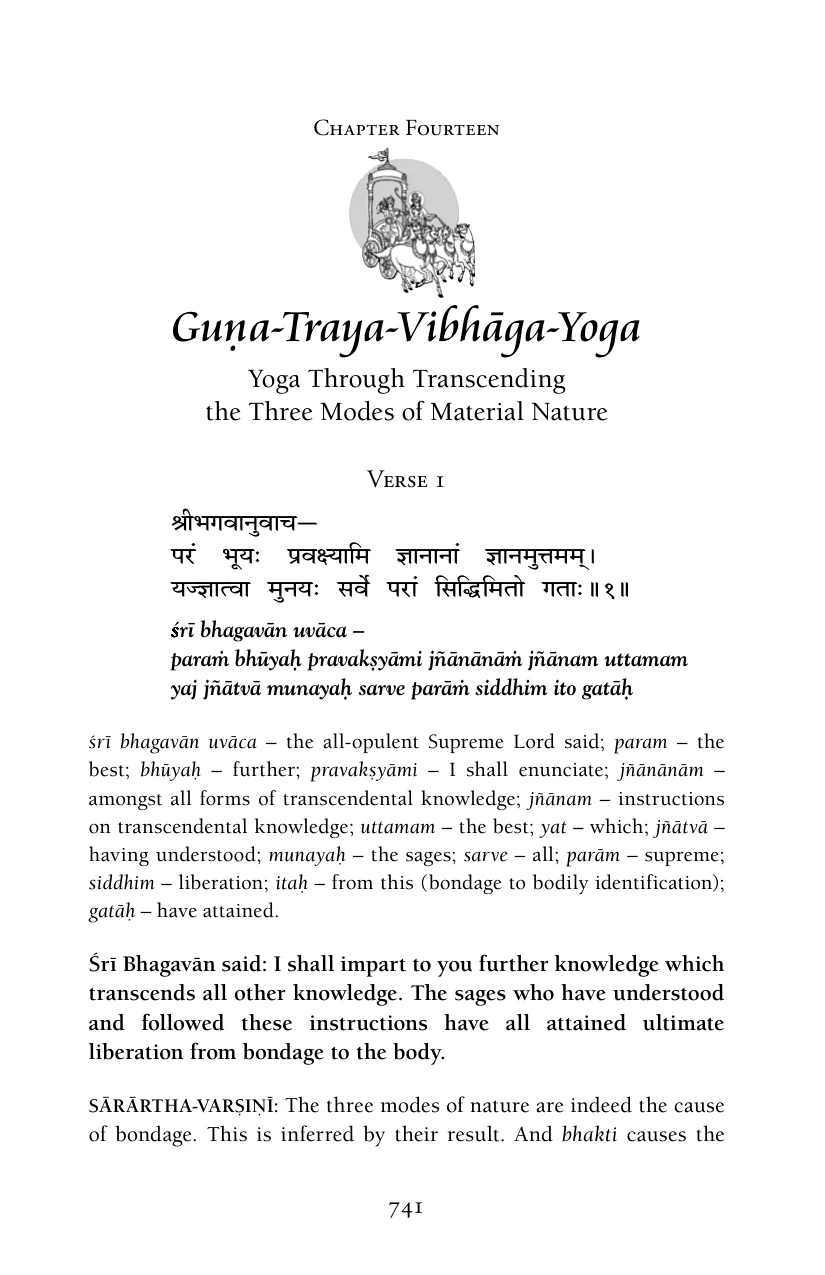 Chapter Fourteen
Guṇa-Traya-Vibhāga-Yoga
Yoga Through Transcending
the Three Modes of Material Nature
Verse 1
श्रीभगवानुवाच—
परं भूयः प्रवक्ष्यामि ज्ञानानां ज्ञानमुत्तमम्।
यज्ज्ञात्वा मुनयः सर्वे परां सिद्धिमितो गताः॥१॥
śrī bhagavān uvāca –
paraṁ bhūyaḥ pravakṣyāmi jñānānāṁ jñānam uttamam
yaj jñātvā munayaḥ sarve parāṁ siddhim ito gatāḥ
śrī bhagavān uvāca – the all-opulent Supreme Lord said; param – the
best; bhūyaḥ – further; pravakṣyāmi – I shall enunciate; jñānānām –
amongst all forms of transcendental knowledge; jñānam – instructions
on transcendental knowledge; uttamam – the best; yat – which; jñātvā –
having understood; munayaḥ – the sages; sarve – all; parām – supreme;
siddhim – liberation; itaḥ – from this (bondage to bodily identification);
gatāḥ – have attained.
Śrī Bhagavān said: I shall impart to you further knowledge which
transcends all other knowledge. The sages who have understood
and followed these instructions have all attained ultimate
liberation from bondage to the body.
SĀRĀRTHA-VARṢIṆĪ: The three modes of nature are indeed the cause
of bondage. This is inferred by their result. And bhakti causes the
741